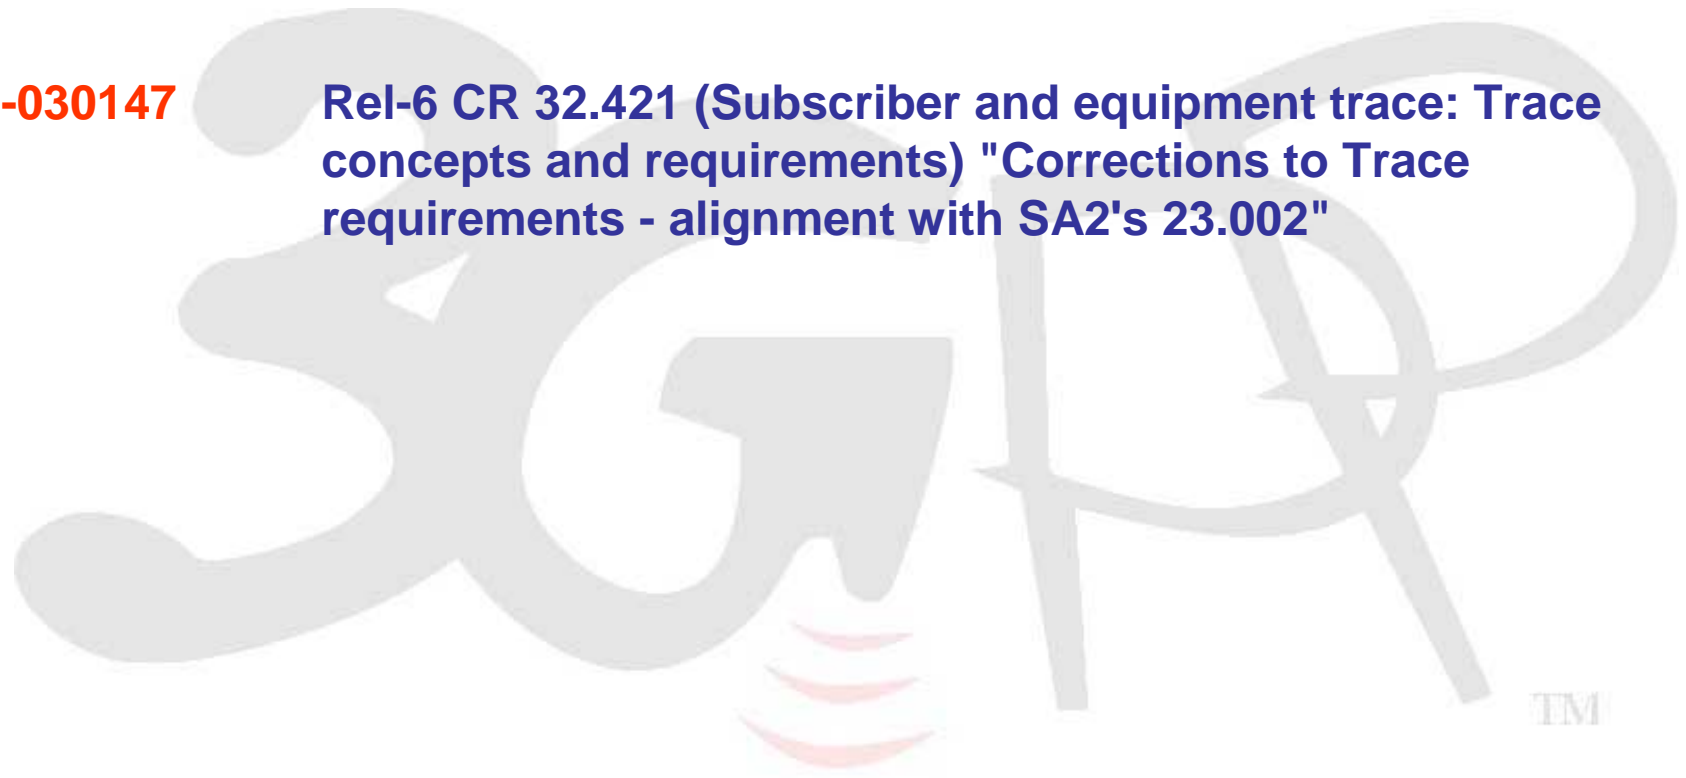 -030147 Rel-6 CR 32.421 (Subscriber and equipment trace: Trace
concepts and requirements) "Corrections to Trace
requirements - alignment with SA2's 23.002"
3GPP
TM